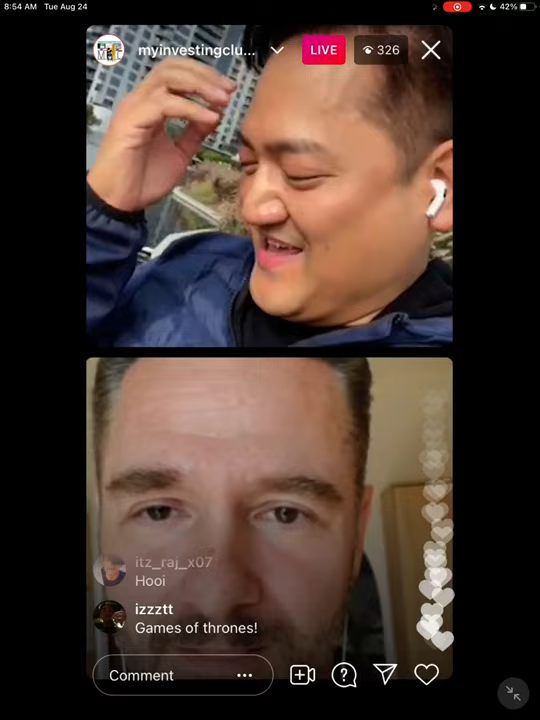 8:54 AM Tue Aug 24 42%
myinvestingclu... LIVE 326
itz_raj_x07
Hooi
izzztt
Games of thrones!
Comment ...